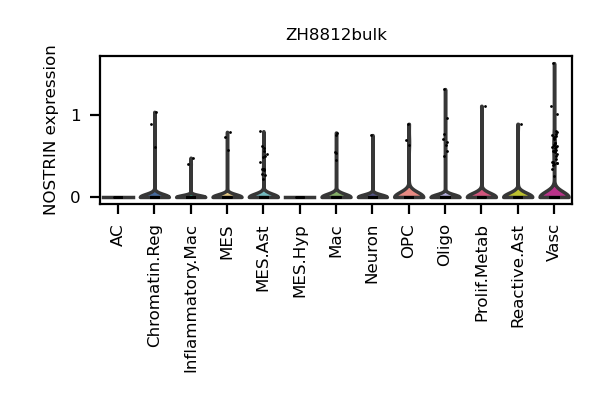 ZH8812bulk
NOSTRIN expression
1
0
AC
Chromatin.Reg
Inflammatory.Mac
MES
MES.Ast
MES.Hyp
Mac
Neuron
OPC
Oligo
Prolif.Metab
Reactive.Ast
Vasc